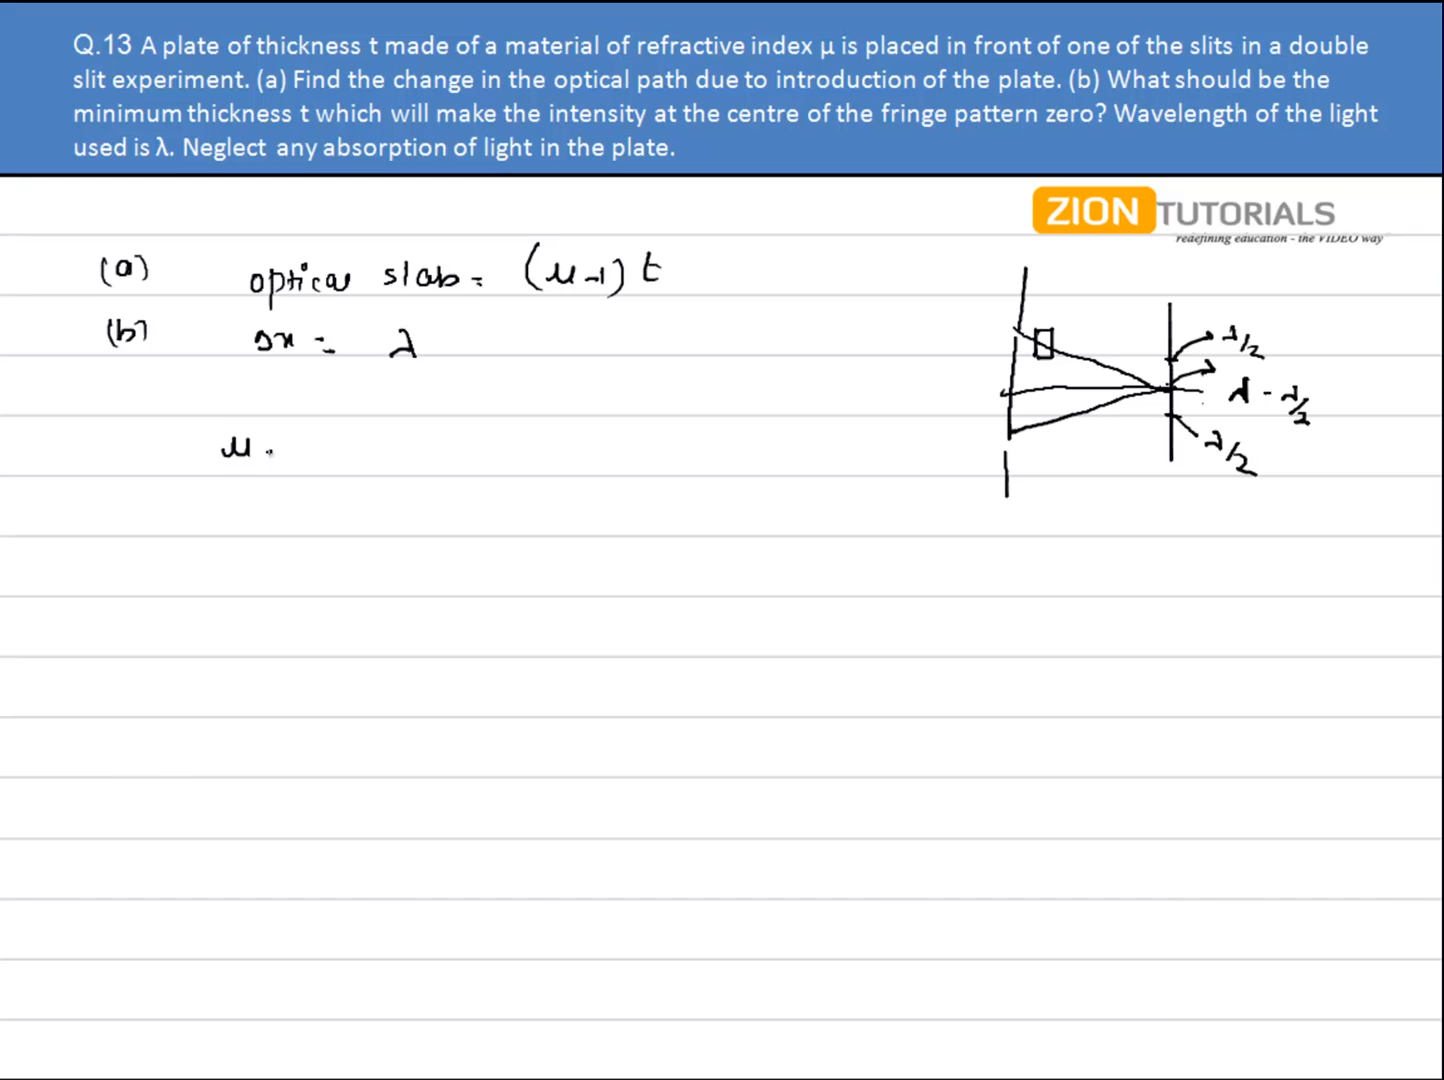 Q.13 A plate of thickness t made of a material of refractive index μ is placed in front of one of the slits in a double
slit experiment. (a) Find the change in the optical path due to introduction of the plate. (b) What should be the
minimum thickness t which will make the intensity at the centre of the fringe pattern zero? Wavelength of the light
used is λ. Neglect any absorption of light in the plate.
ZION TUTORIALS
redefining education - the VIDEO way
(a) optical slab = (μ-1) t
(b) Δx = λ
λ/2
λ - λ/2
λ/2
μ.